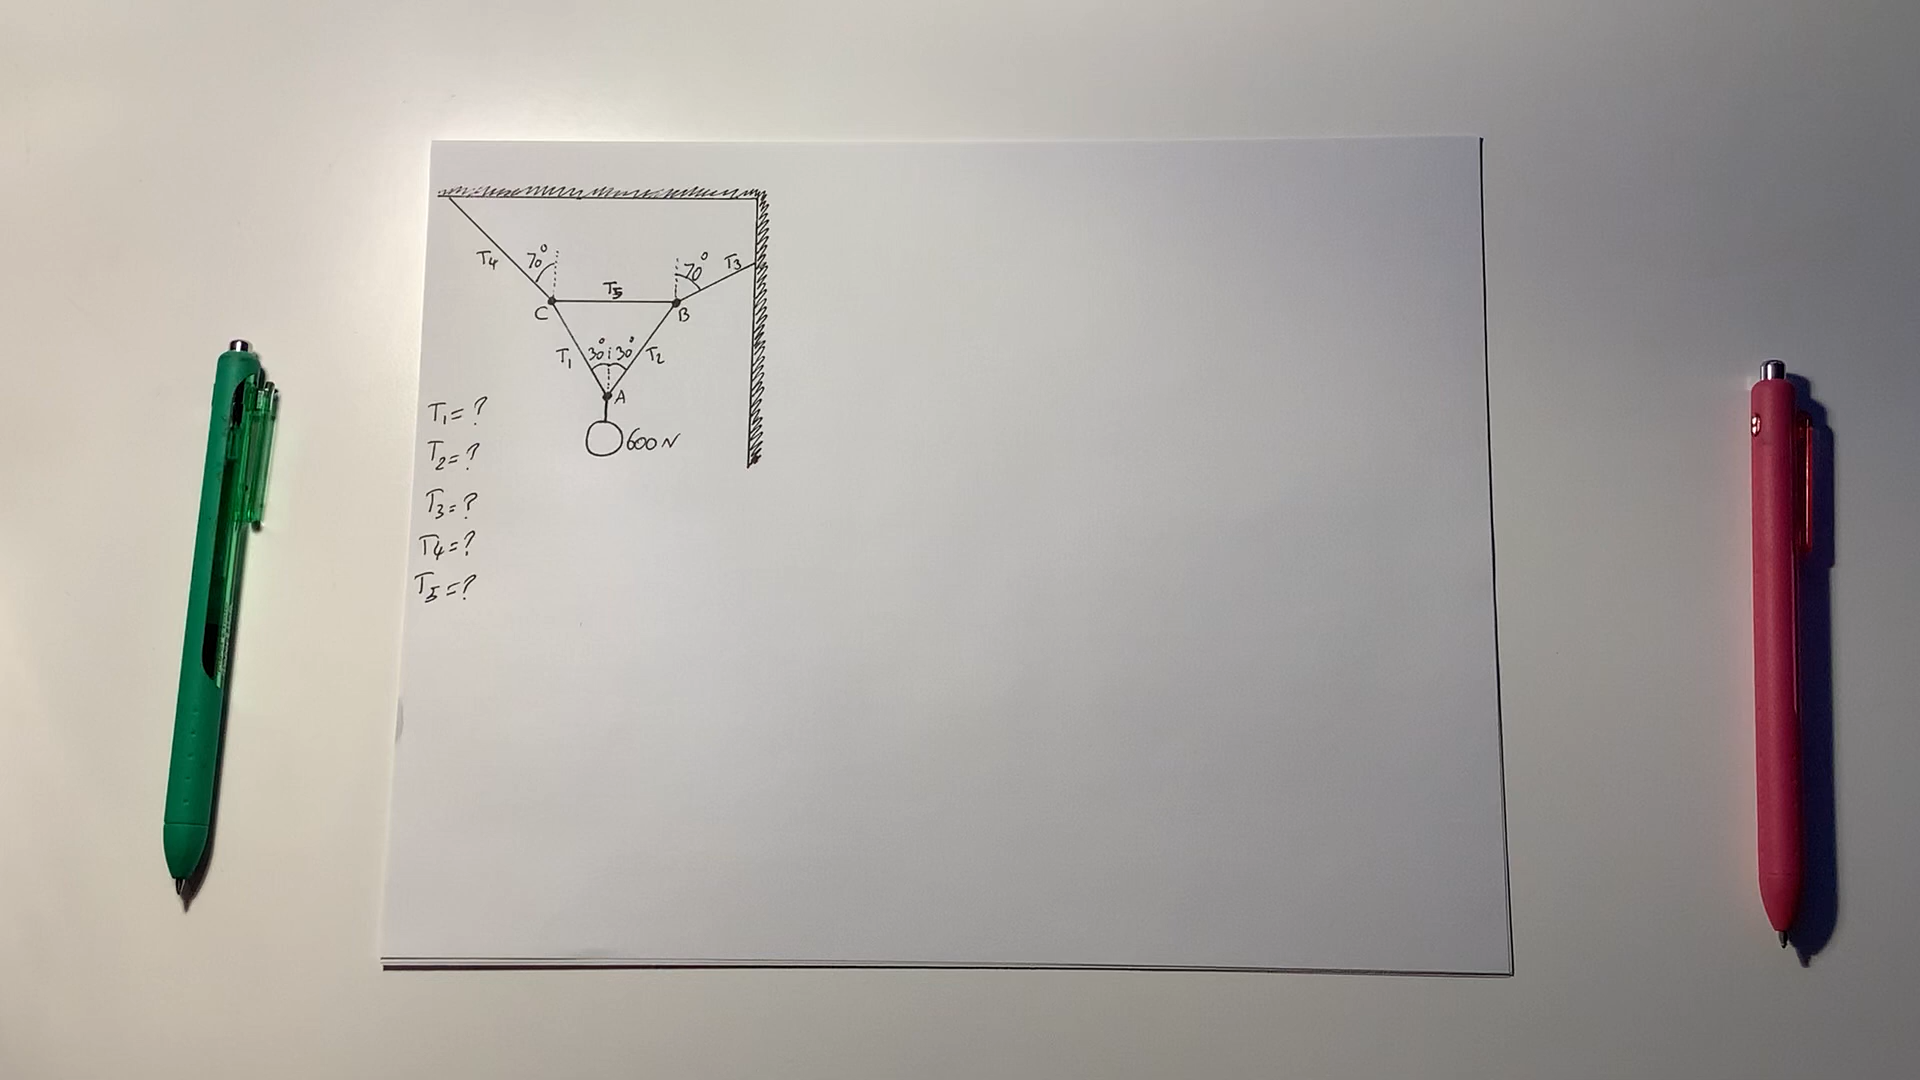 T4 70° 70° T3
T5
C B
T1 30° 30° T2
A
600 N
T1 = ?
T2 = ?
T3 = ?
T4 = ?
T5 = ?